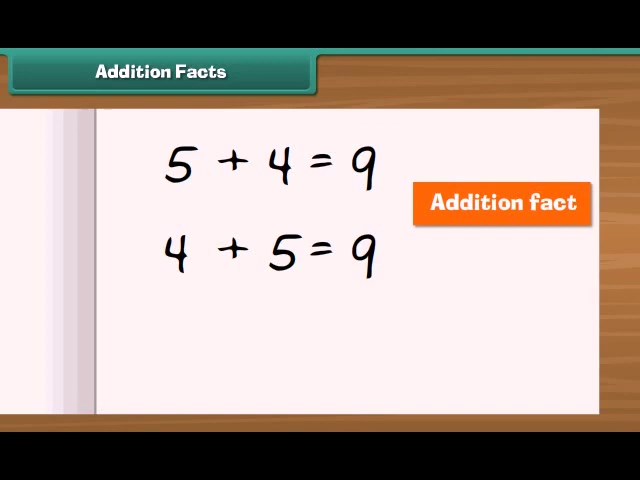 Addition Facts
5 + 4 = 9
Addition fact
4 + 5 = 9